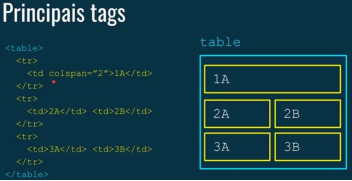 Principais tags
<table>
<tr>
<td colspan="2">1A</td>
</tr>
<tr>
<td>2A</td> <td>2B</td>
</tr>
<tr>
<td>3A</td> <td>3B</td>
</tr>
</table>
table
1A
2A 2B
3A 3B